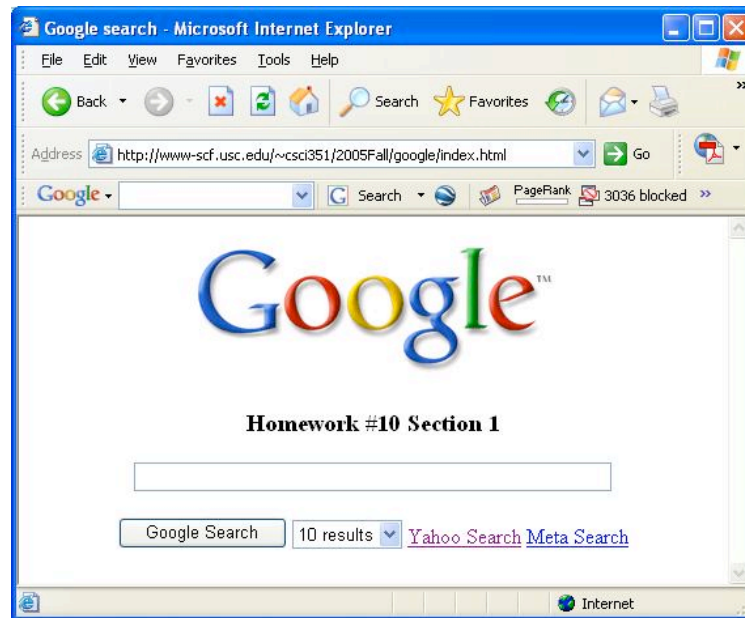 Google search - Microsoft Internet Explorer
File Edit View Favorites Tools Help
Back Search Favorites »
Address http://www-scf.usc.edu/~csci351/2005Fall/google/index.html Go
Google G Search PageRank 3036 blocked »
Google™
Homework #10 Section 1
Google Search 10 results Yahoo Search Meta Search
Internet